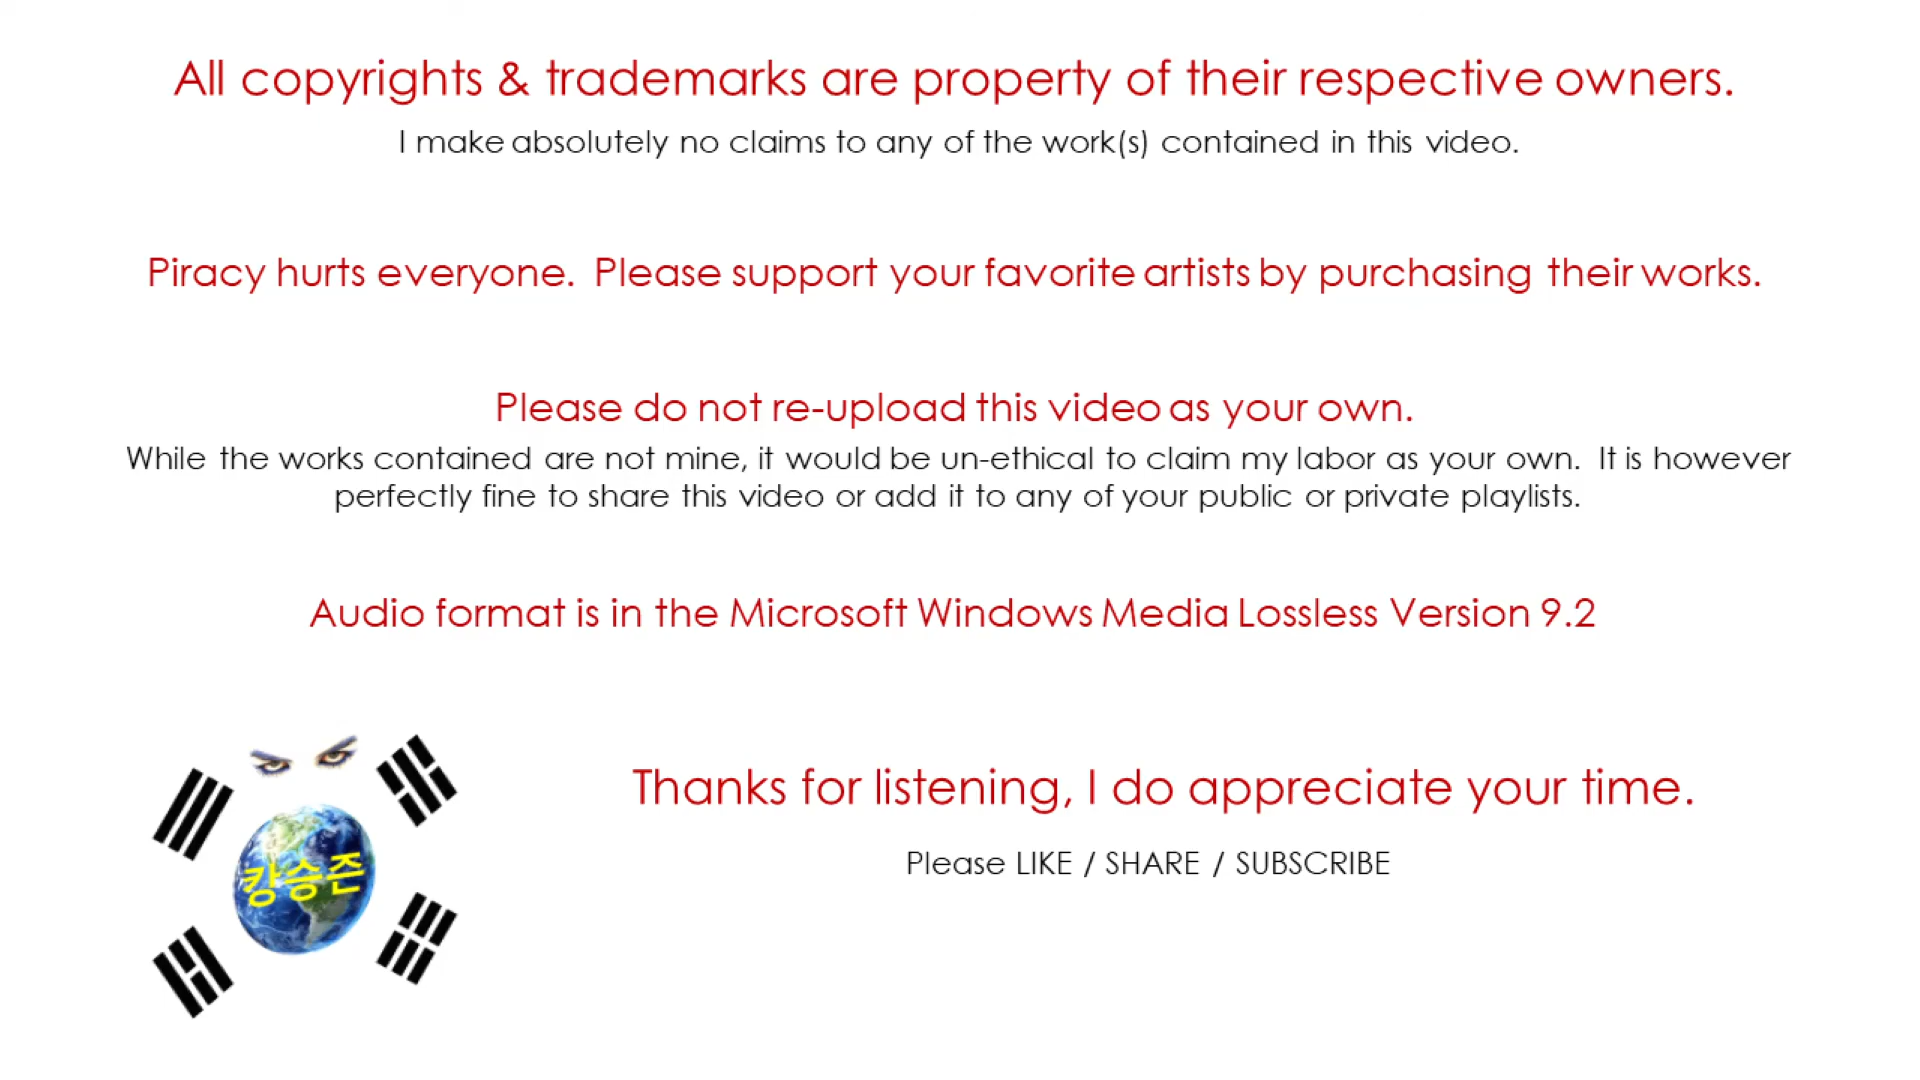 All copyrights & trademarks are property of their respective owners.
I make absolutely no claims to any of the work(s) contained in this video.
Piracy hurts everyone. Please support your favorite artists by purchasing their works.
Please do not re-upload this video as your own.
While the works contained are not mine, it would be un-ethical to claim my labor as your own. It is however
perfectly fine to share this video or add it to any of your public or private playlists.
Audio format is in the Microsoft Windows Media Lossless Version 9.2
Thanks for listening, I do appreciate your time.
캉승준
Please LIKE / SHARE / SUBSCRIBE